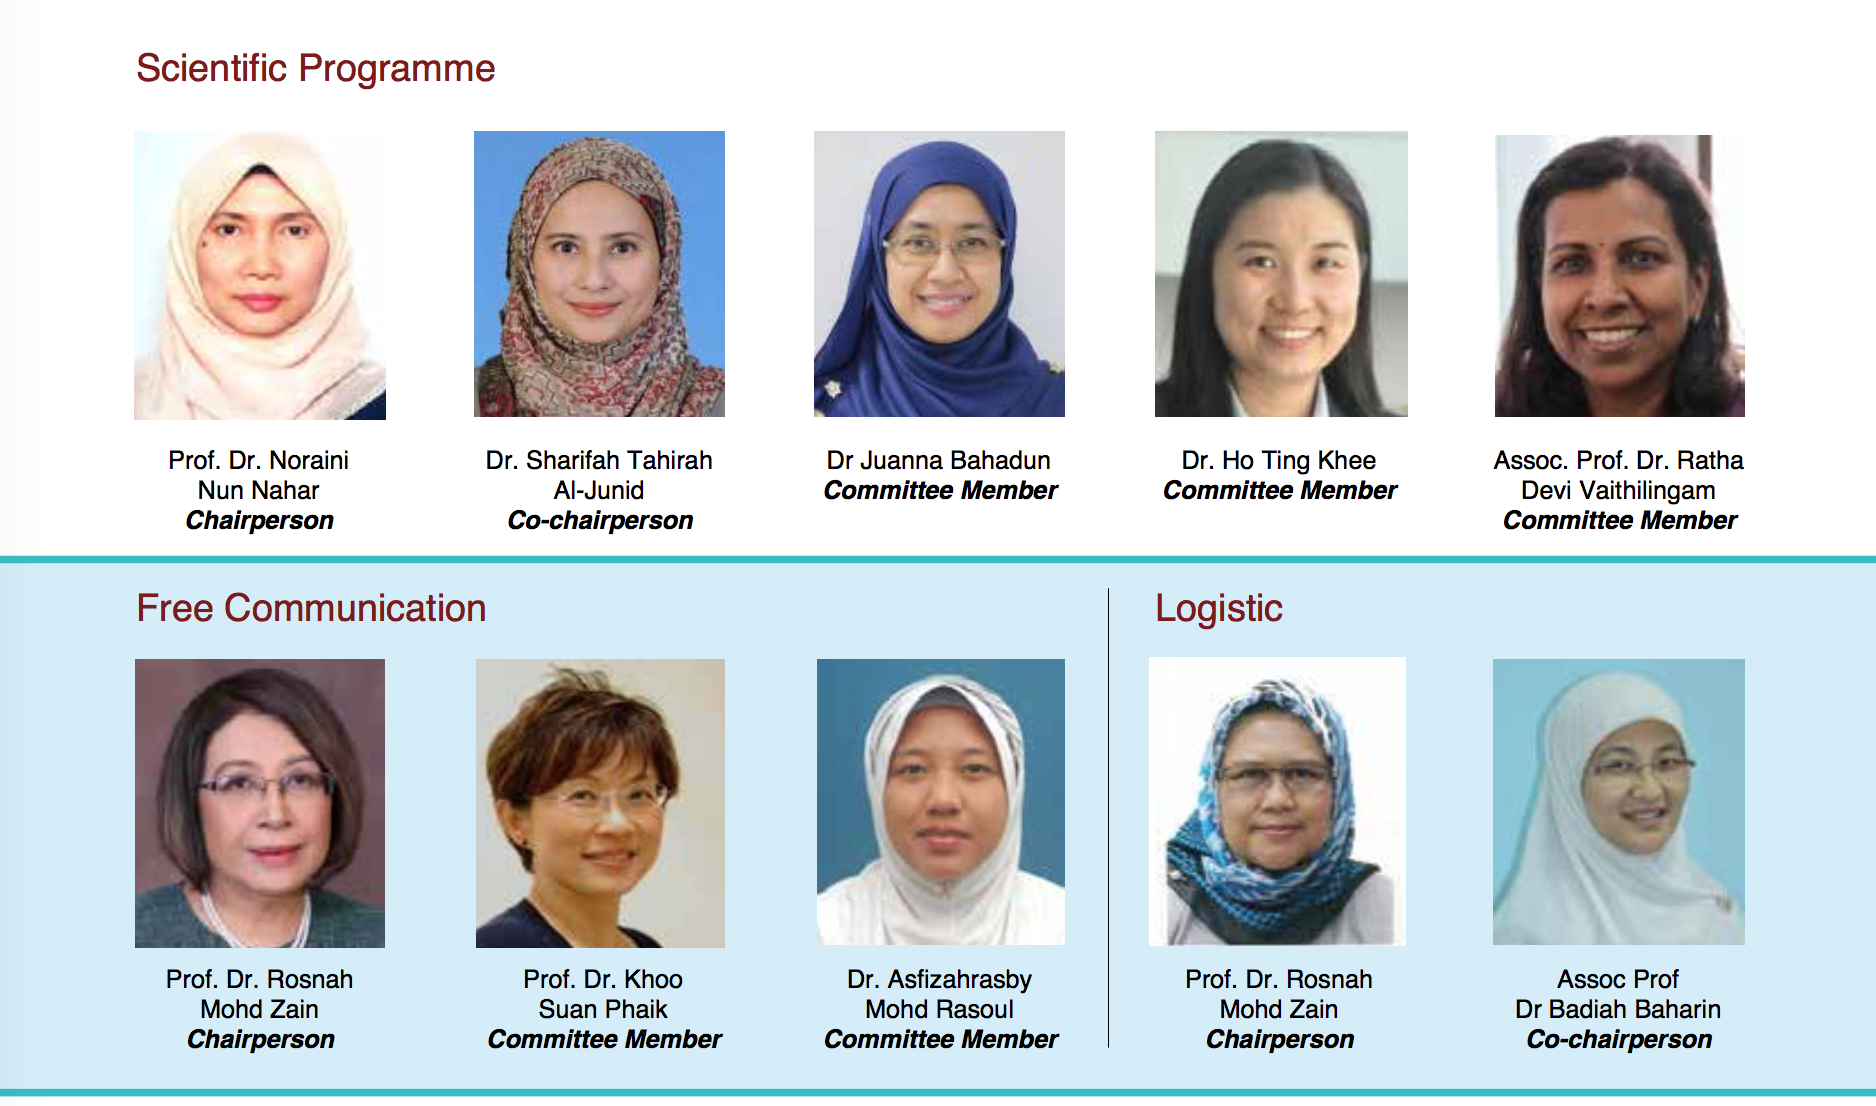 Scientific Programme
Prof. Dr. Noraini
Nun Nahar
Chairperson
Dr. Sharifah Tahirah
Al-Junid
Co-chairperson
Dr Juanna Bahadun
Committee Member
Dr. Ho Ting Khee
Committee Member
Assoc. Prof. Dr. Ratha
Devi Vaithilingam
Committee Member
Free Communication
Prof. Dr. Rosnah
Mohd Zain
Chairperson
Prof. Dr. Khoo
Suan Phaik
Committee Member
Dr. Asfizahrasby
Mohd Rasoul
Committee Member
Logistic
Prof. Dr. Rosnah
Mohd Zain
Chairperson
Assoc Prof
Dr Badiah Baharin
Co-chairperson